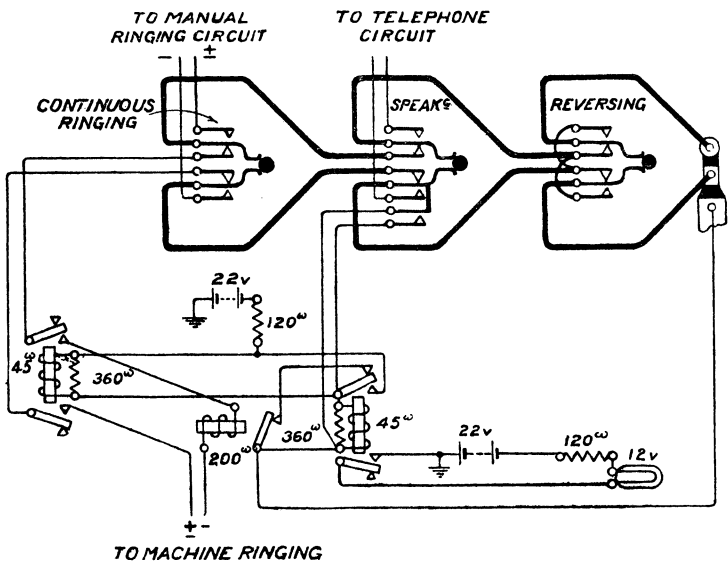 TO MANUAL
RINGING CIRCUIT
− ±
TO TELEPHONE
CIRCUIT
CONTINUOUS
RINGING
SPEAKG
REVERSING
22v
120ω
45ω
360ω
200ω
360ω
45ω
22v
120ω
12v
± −
TO MACHINE RINGING